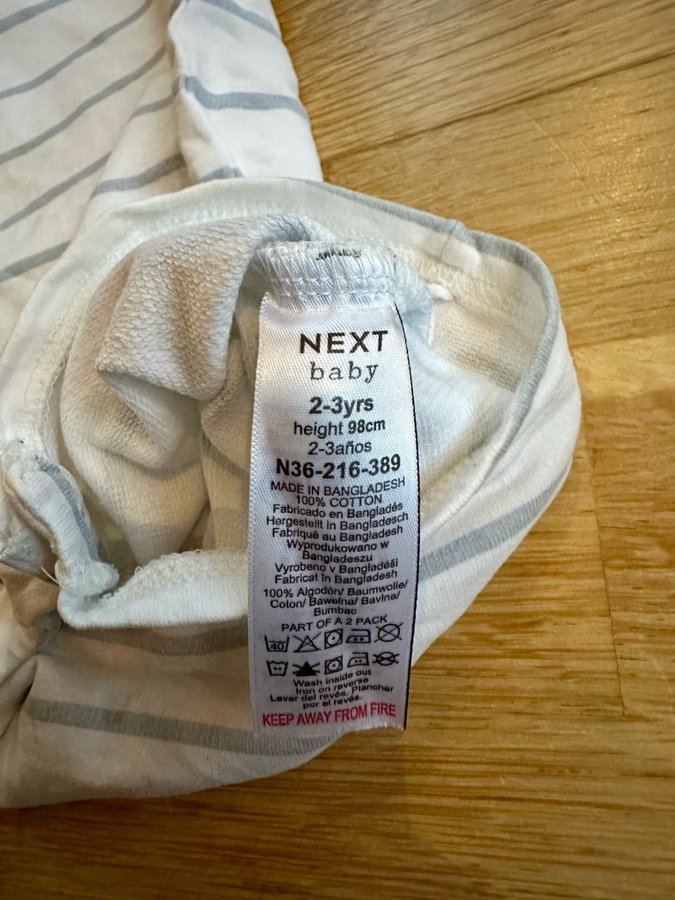 NEXT
baby
2-3yrs
height 98cm
2-3años
N36-216-389
MADE IN BANGLADESH
100% COTTON
Fabricado en Bangladés
Hergestellt in Bangladesch
Fabriqué au Bangladesh
Wyprodukowano w
Bangladeszu
Vyrobeno v Bangladéši
Fabricat în Bangladesh
100% Algodón/ Baumwolle/
Coton/ Bawełna/ Bavlna/
Bumbac
PART OF A 2 PACK
40
Wash inside out
Iron on reverse
Lavar del revés. Planchar
por el revés.
KEEP AWAY FROM FIRE